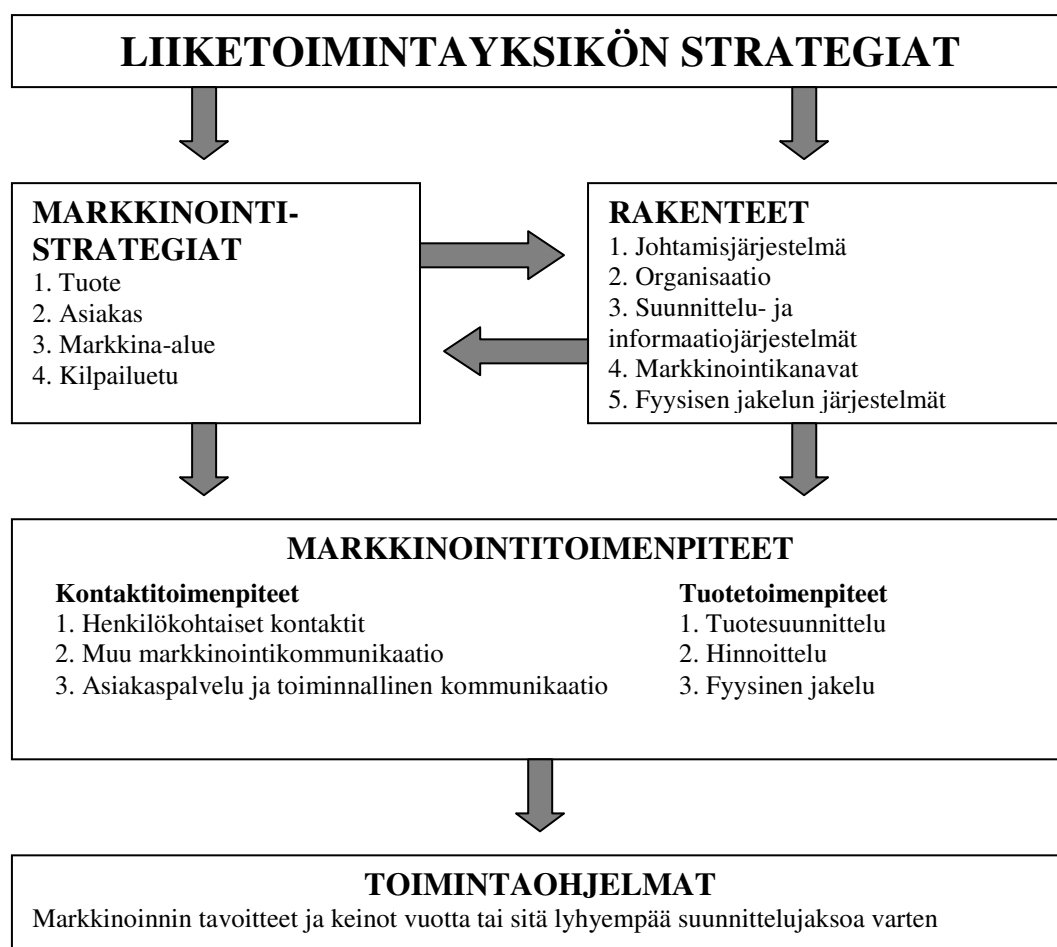 LIIKETOIMINTAYKSIKÖN STRATEGIAT
MARKKINOINTI-
STRATEGIAT
1. Tuote
2. Asiakas
3. Markkina-alue
4. Kilpailuetu
RAKENTEET
1. Johtamisjärjestelmä
2. Organisaatio
3. Suunnittelu- ja
informaatiojärjestelmät
4. Markkinointikanavat
5. Fyysisen jakelun järjestelmät
MARKKINOINTITOIMENPITEET
Kontaktitoimenpiteet
1. Henkilökohtaiset kontaktit
2. Muu markkinointikommunikaatio
3. Asiakaspalvelu ja toiminnallinen kommunikaatio
Tuotetoimenpiteet
1. Tuotesuunnittelu
2. Hinnoittelu
3. Fyysinen jakelu
TOIMINTAOHJELMAT
Markkinoinnin tavoitteet ja keinot vuotta tai sitä lyhyempää suunnittelujaksoa varten